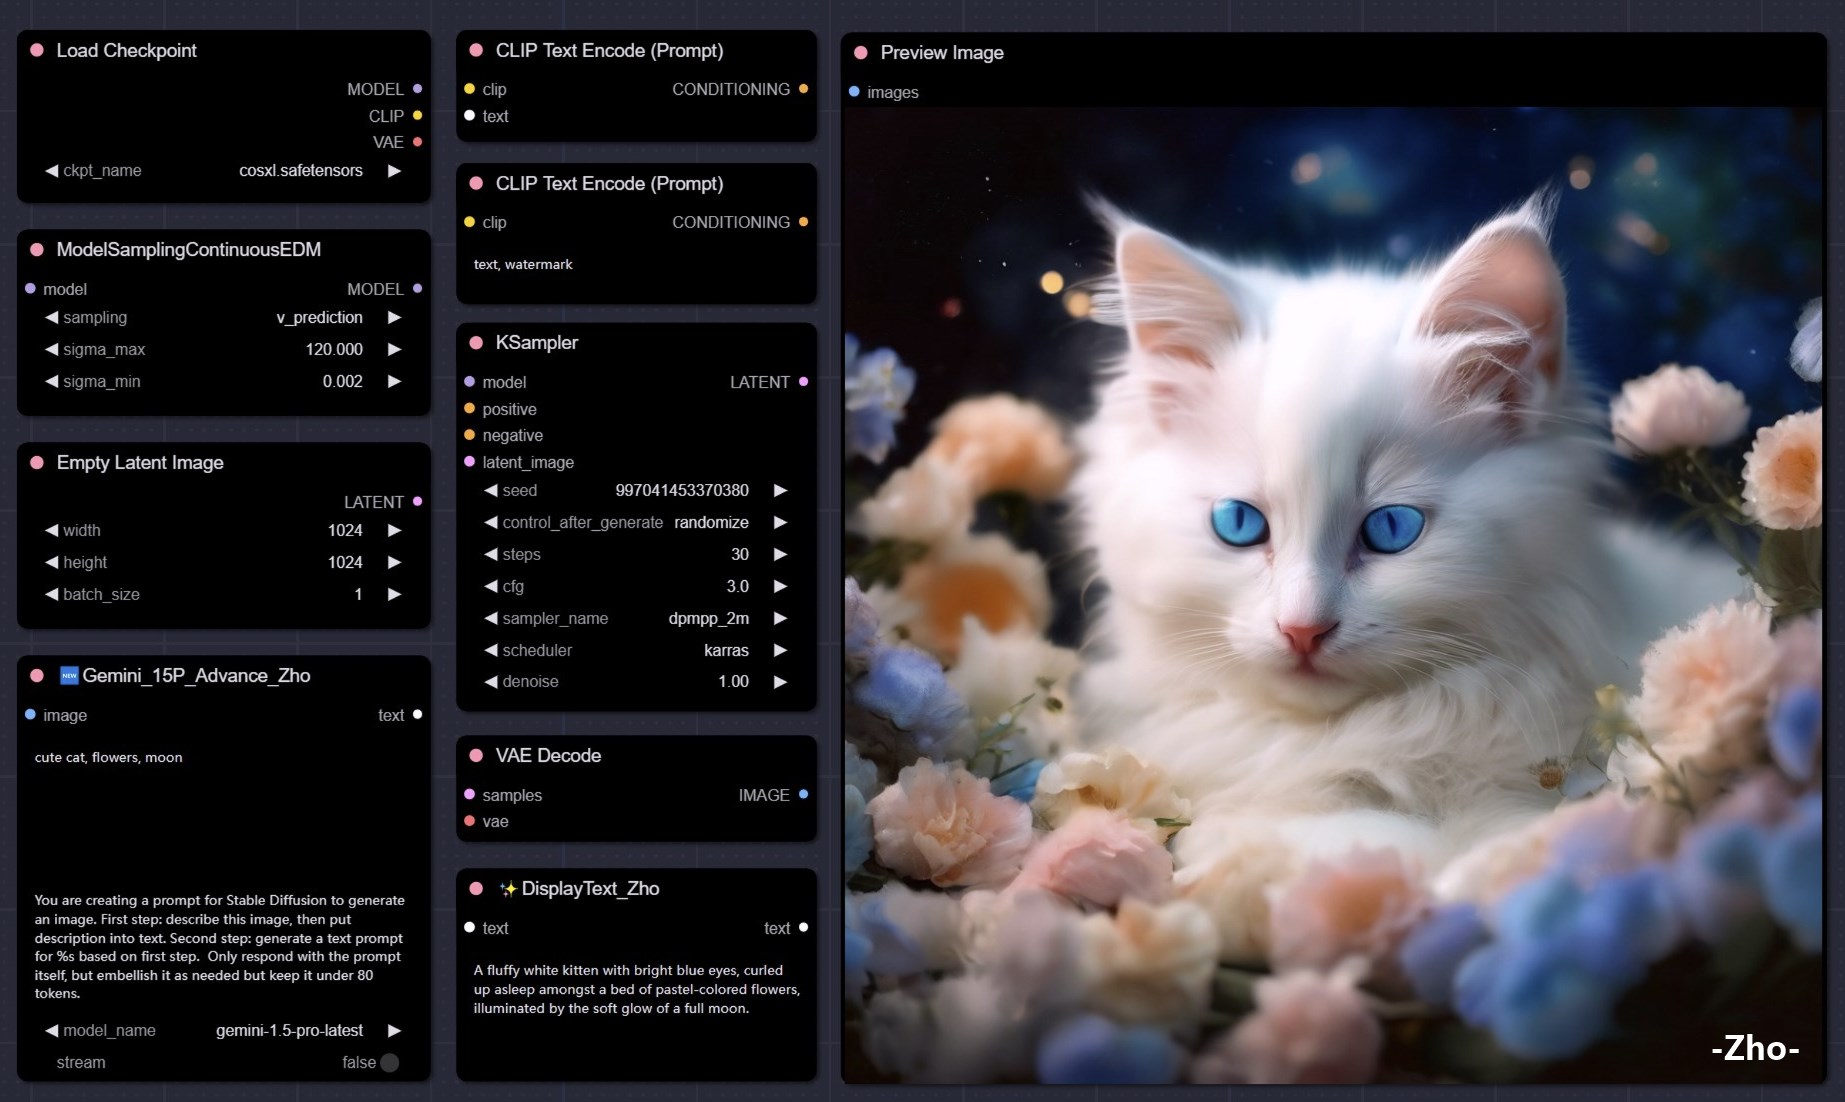 Load Checkpoint
MODEL
CLIP
VAE
ckpt_name cosxl.safetensors
ModelSamplingContinuousEDM
model MODEL
sampling v_prediction
sigma_max 120.000
sigma_min 0.002
Empty Latent Image
LATENT
width 1024
height 1024
batch_size 1
NEW Gemini_15P_Advance_Zho
image text
cute cat, flowers, moon
You are creating a prompt for Stable Diffusion to generate
an image. First step: describe this image, then put
description into text. Second step: generate a text prompt
for %s based on first step.  Only respond with the prompt
itself, but embellish it as needed but keep it under 80
tokens.
model_name gemini-1.5-pro-latest
stream false
CLIP Text Encode (Prompt)
clip CONDITIONING
text
CLIP Text Encode (Prompt)
clip CONDITIONING
text, watermark
KSampler
model LATENT
positive
negative
latent_image
seed 997041453370380
control_after_generate randomize
steps 30
cfg 3.0
sampler_name dpmpp_2m
scheduler karras
denoise 1.00
VAE Decode
samples IMAGE
vae
✨DisplayText_Zho
text text
A fluffy white kitten with bright blue eyes, curled
up asleep amongst a bed of pastel-colored flowers,
illuminated by the soft glow of a full moon.
Preview Image
images
-Zho-